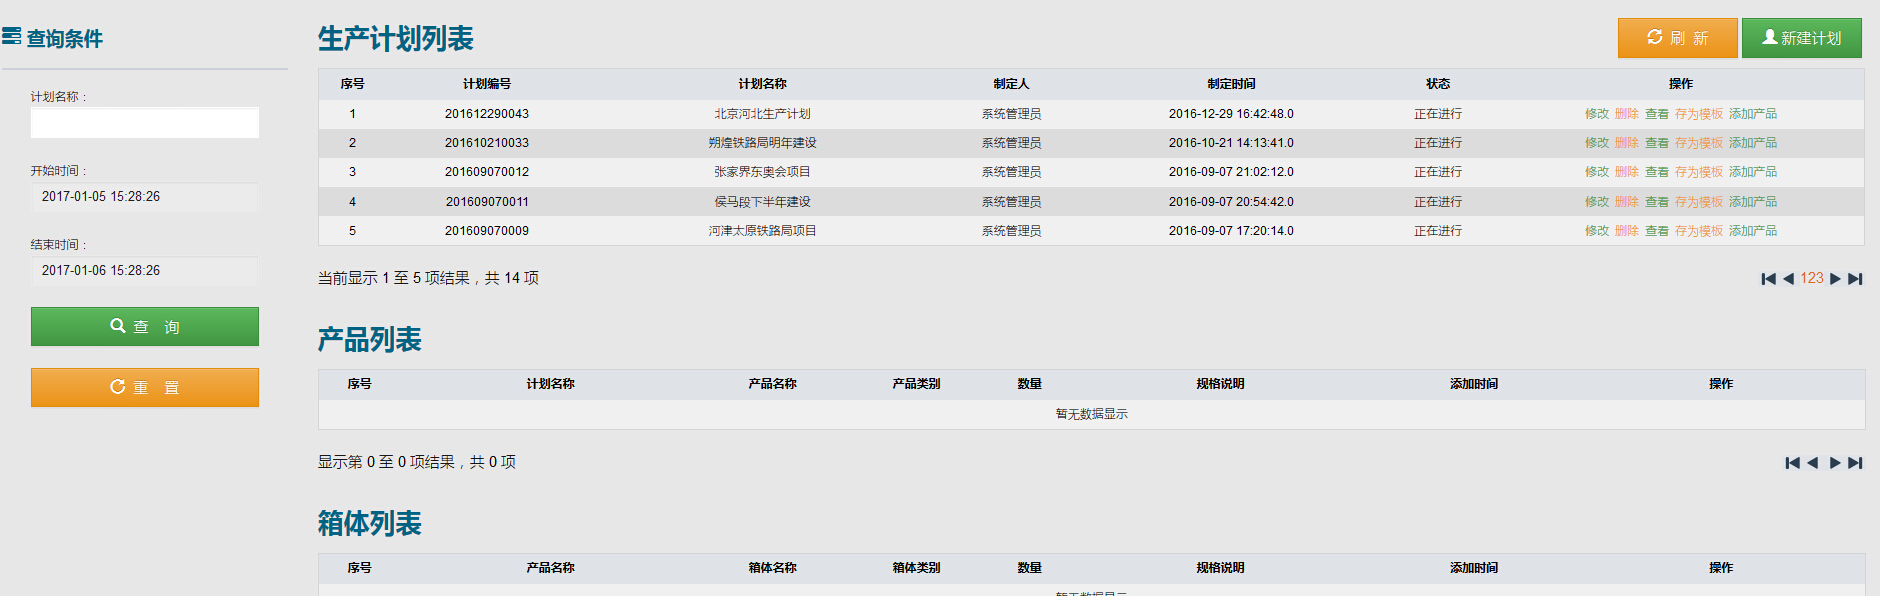 查询条件
计划名称：
开始时间：
2017-01-05 15:28:26
结束时间：
2017-01-06 15:28:26
查 询
重 置
生产计划列表
刷 新
新建计划
序号 计划编号 计划名称 制定人 制定时间 状态 操作
1 201612290043 北京河北生产计划 系统管理员 2016-12-29 16:42:48.0 正在进行 修改 删除 查看 存为模板 添加产品
2 201610210033 朔煌铁路局明年建设 系统管理员 2016-10-21 14:13:41.0 正在进行 修改 删除 查看 存为模板 添加产品
3 201609070012 张家界东奥会项目 系统管理员 2016-09-07 21:02:12.0 正在进行 修改 删除 查看 存为模板 添加产品
4 201609070011 侯马段下半年建设 系统管理员 2016-09-07 20:54:42.0 正在进行 修改 删除 查看 存为模板 添加产品
5 201609070009 河津太原铁路局项目 系统管理员 2016-09-07 17:20:14.0 正在进行 修改 删除 查看 存为模板 添加产品
当前显示 1 至 5 项结果，共 14 项
123
产品列表
序号 计划名称 产品名称 产品类别 数量 规格说明 添加时间 操作
暂无数据显示
显示第 0 至 0 项结果，共 0 项
箱体列表
序号 产品名称 箱体名称 箱体类别 数量 规格说明 添加时间 操作